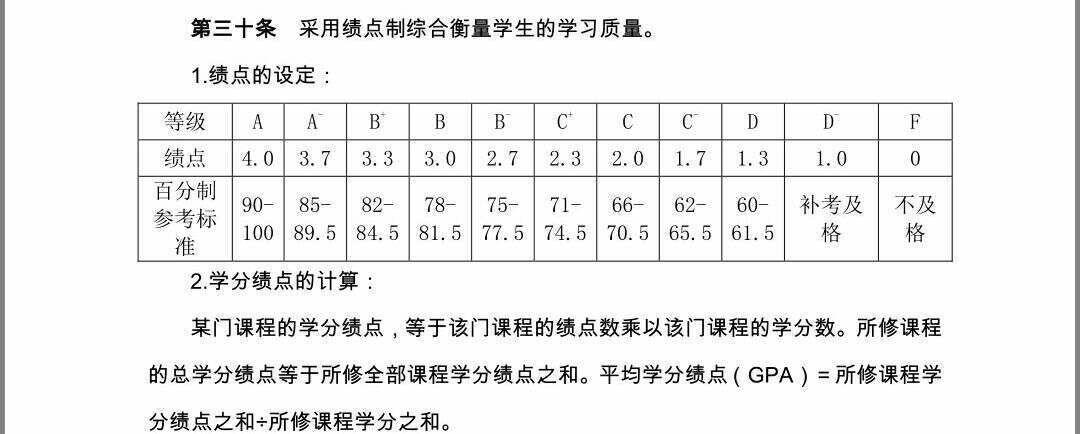 第三十条 采用绩点制综合衡量学生的学习质量。
1.绩点的设定：
等级 A A⁻ B⁺ B B⁻ C⁺ C C⁻ D D⁻ F
绩点 4.0 3.7 3.3 3.0 2.7 2.3 2.0 1.7 1.3 1.0 0
百分制参考标准 90-100 85-89.5 82-84.5 78-81.5 75-77.5 71-74.5 66-70.5 62-65.5 60-61.5 补考及格 不及格
2.学分绩点的计算：
某门课程的学分绩点，等于该门课程的绩点数乘以该门课程的学分数。所修课程
的总学分绩点等于所修全部课程学分绩点之和。平均学分绩点（GPA）＝所修课程学
分绩点之和÷所修课程学分之和。